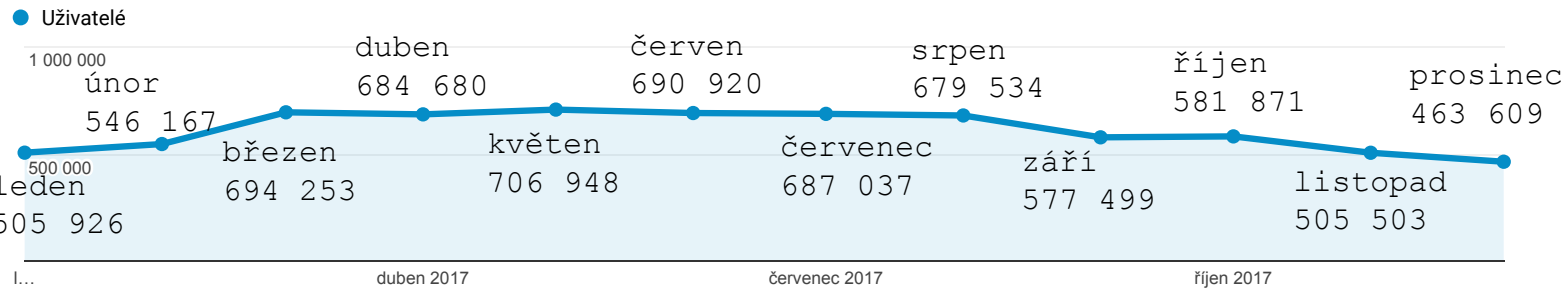 Uživatelé
1 000 000
500 000
leden
505 926
únor
546 167
březen
694 253
duben
684 680
květen
706 948
červen
690 920
červenec
687 037
srpen
679 534
září
577 499
říjen
581 871
listopad
505 503
prosinec
463 609
l…
duben 2017
červenec 2017
říjen 2017